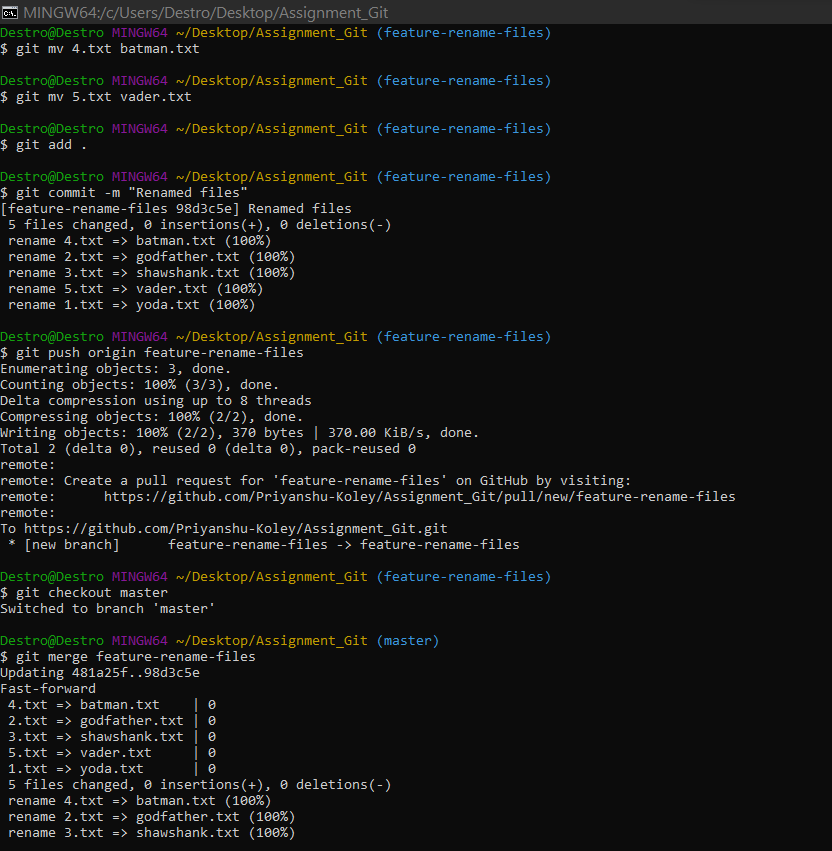 MINGW64:/c/Users/Destro/Desktop/Assignment_Git
Destro@Destro MINGW64 ~/Desktop/Assignment_Git (feature-rename-files)
$ git mv 4.txt batman.txt
Destro@Destro MINGW64 ~/Desktop/Assignment_Git (feature-rename-files)
$ git mv 5.txt vader.txt
Destro@Destro MINGW64 ~/Desktop/Assignment_Git (feature-rename-files)
$ git add .
Destro@Destro MINGW64 ~/Desktop/Assignment_Git (feature-rename-files)
$ git commit -m "Renamed files"
[feature-rename-files 98d3c5e] Renamed files
 5 files changed, 0 insertions(+), 0 deletions(-)
 rename 4.txt => batman.txt (100%)
 rename 2.txt => godfather.txt (100%)
 rename 3.txt => shawshank.txt (100%)
 rename 5.txt => vader.txt (100%)
 rename 1.txt => yoda.txt (100%)
Destro@Destro MINGW64 ~/Desktop/Assignment_Git (feature-rename-files)
$ git push origin feature-rename-files
Enumerating objects: 3, done.
Counting objects: 100% (3/3), done.
Delta compression using up to 8 threads
Compressing objects: 100% (2/2), done.
Writing objects: 100% (2/2), 370 bytes | 370.00 KiB/s, done.
Total 2 (delta 0), reused 0 (delta 0), pack-reused 0
remote:
remote: Create a pull request for 'feature-rename-files' on GitHub by visiting:
remote:      https://github.com/Priyanshu-Koley/Assignment_Git/pull/new/feature-rename-files
remote:
To https://github.com/Priyanshu-Koley/Assignment_Git.git
 * [new branch]      feature-rename-files -> feature-rename-files
Destro@Destro MINGW64 ~/Desktop/Assignment_Git (feature-rename-files)
$ git checkout master
Switched to branch 'master'
Destro@Destro MINGW64 ~/Desktop/Assignment_Git (master)
$ git merge feature-rename-files
Updating 481a25f..98d3c5e
Fast-forward
 4.txt => batman.txt    | 0
 2.txt => godfather.txt | 0
 3.txt => shawshank.txt | 0
 5.txt => vader.txt     | 0
 1.txt => yoda.txt      | 0
 5 files changed, 0 insertions(+), 0 deletions(-)
 rename 4.txt => batman.txt (100%)
 rename 2.txt => godfather.txt (100%)
 rename 3.txt => shawshank.txt (100%)